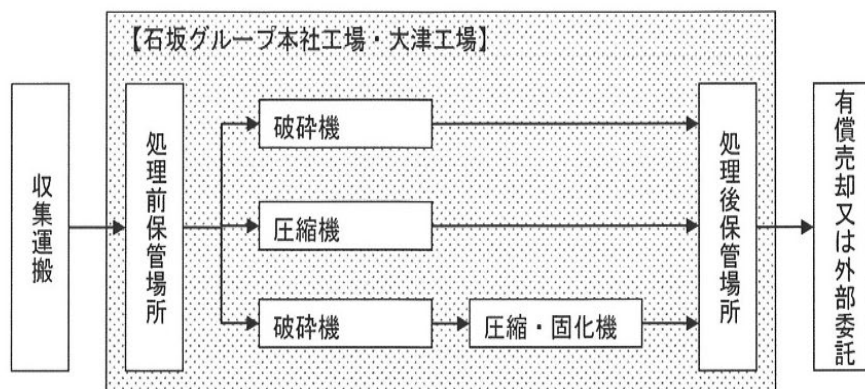 【石坂グループ本社工場・大津工場】
収集運搬
処理前保管場所
破砕機
圧縮機
破砕機
圧縮・固化機
処理後保管場所
有償売却又は外部委託